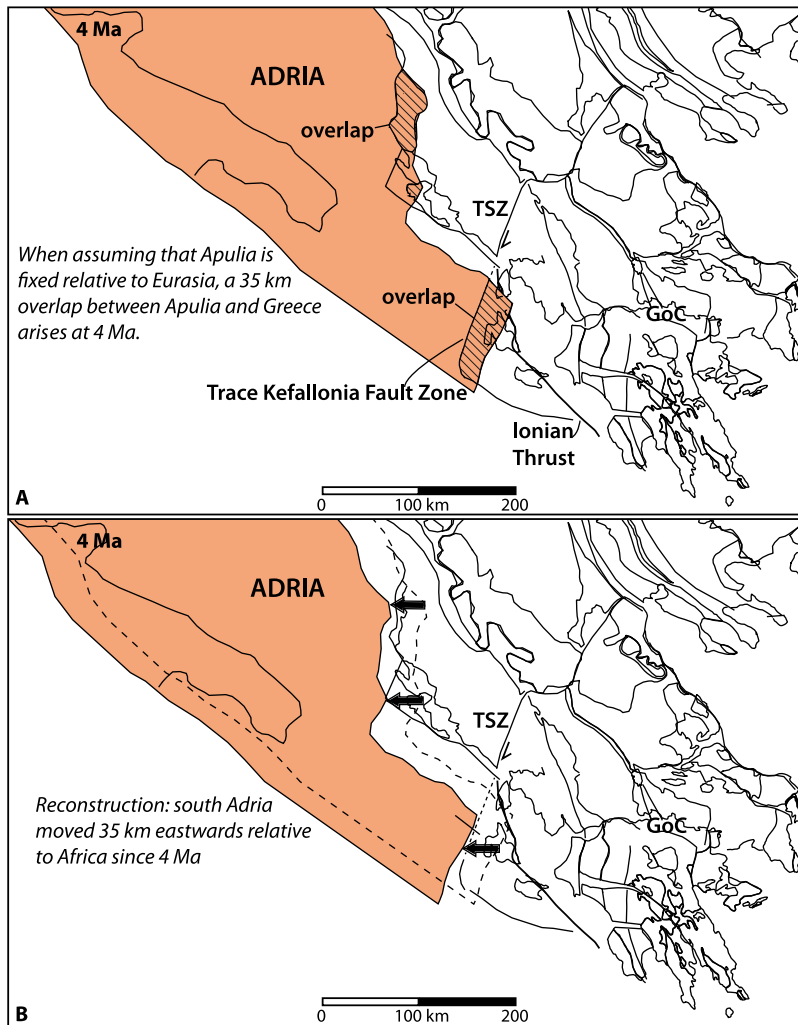 4 Ma
ADRIA
overlap
TSZ
When assuming that Apulia is
fixed relative to Eurasia, a 35 km
overlap between Apulia and Greece
arises at 4 Ma.
overlap
GoC
Trace Kefallonia Fault Zone
Ionian
Thrust
A
0 100 km 200
4 Ma
ADRIA
TSZ
Reconstruction: south Adria
moved 35 km eastwards relative
to Africa since 4 Ma
GoC
B
0 100 km 200